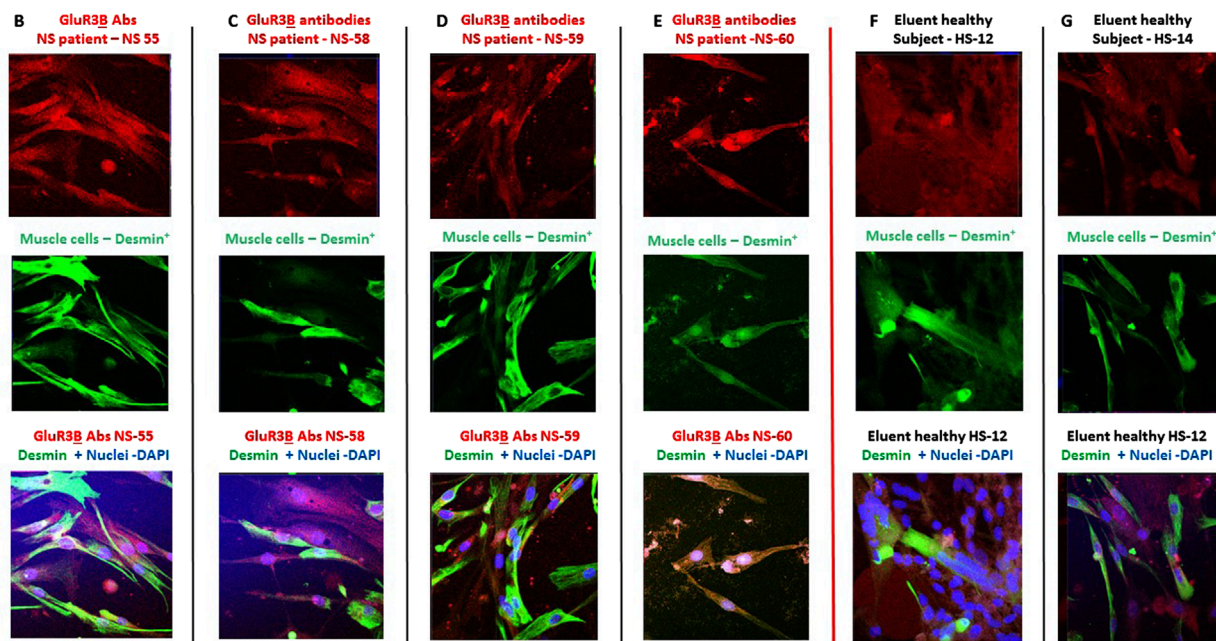 B
GluR3B Abs
NS patient – NS 55
Muscle cells – Desmin⁺
GluR3B Abs NS-55
Desmin + Nuclei -DAPI
C
GluR3B antibodies
NS patient - NS-58
Muscle cells – Desmin⁺
GluR3B Abs NS-58
Desmin + Nuclei -DAPI
D
GluR3B antibodies
NS patient - NS-59
Muscle cells – Desmin⁺
GluR3B Abs NS-59
Desmin + Nuclei -DAPI
E
GluR3B antibodies
NS patient -NS-60
Muscle cells – Desmin⁺
GluR3B Abs NS-60
Desmin + Nuclei -DAPI
F
Eluent healthy
Subject - HS-12
Muscle cells – Desmin⁺
Eluent healthy HS-12
Desmin + Nuclei -DAPI
G
Eluent healthy
Subject - HS-14
Muscle cells – Desmin⁺
Eluent healthy HS-12
Desmin + Nuclei -DAPI